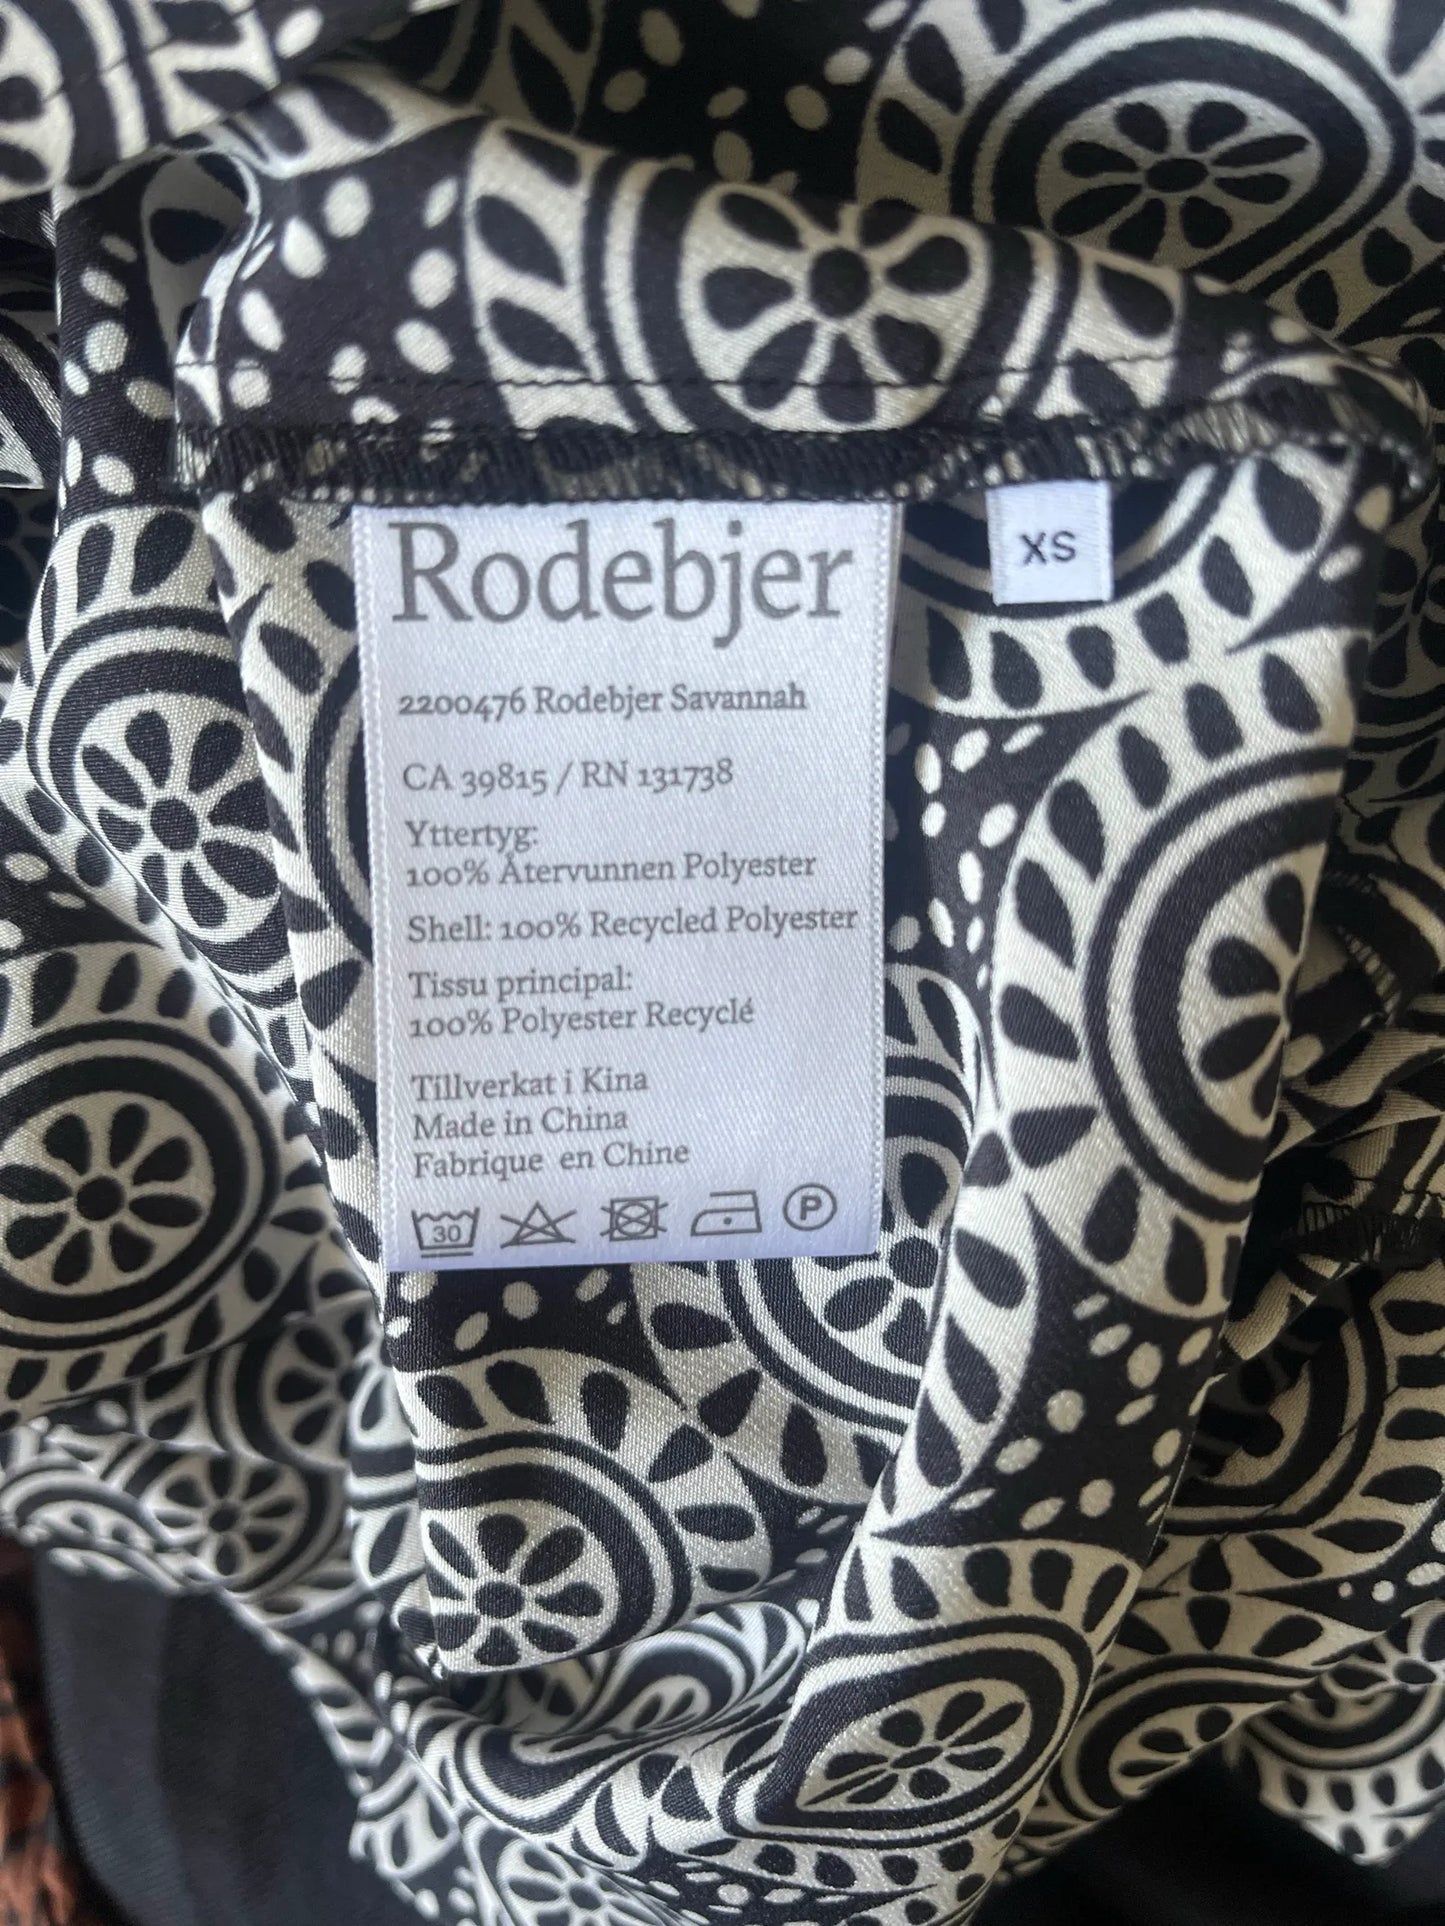 Rodebjer
XS
2200476 Rodebjer Savannah
CA 39815 / RN 131738
Yttertyg:
100% Återvunnen Polyester
Shell: 100% Recycled Polyester
Tissu principal:
100% Polyester Recyclé
Tillverkat i Kina
Made in China
Fabrique en Chine
30 P